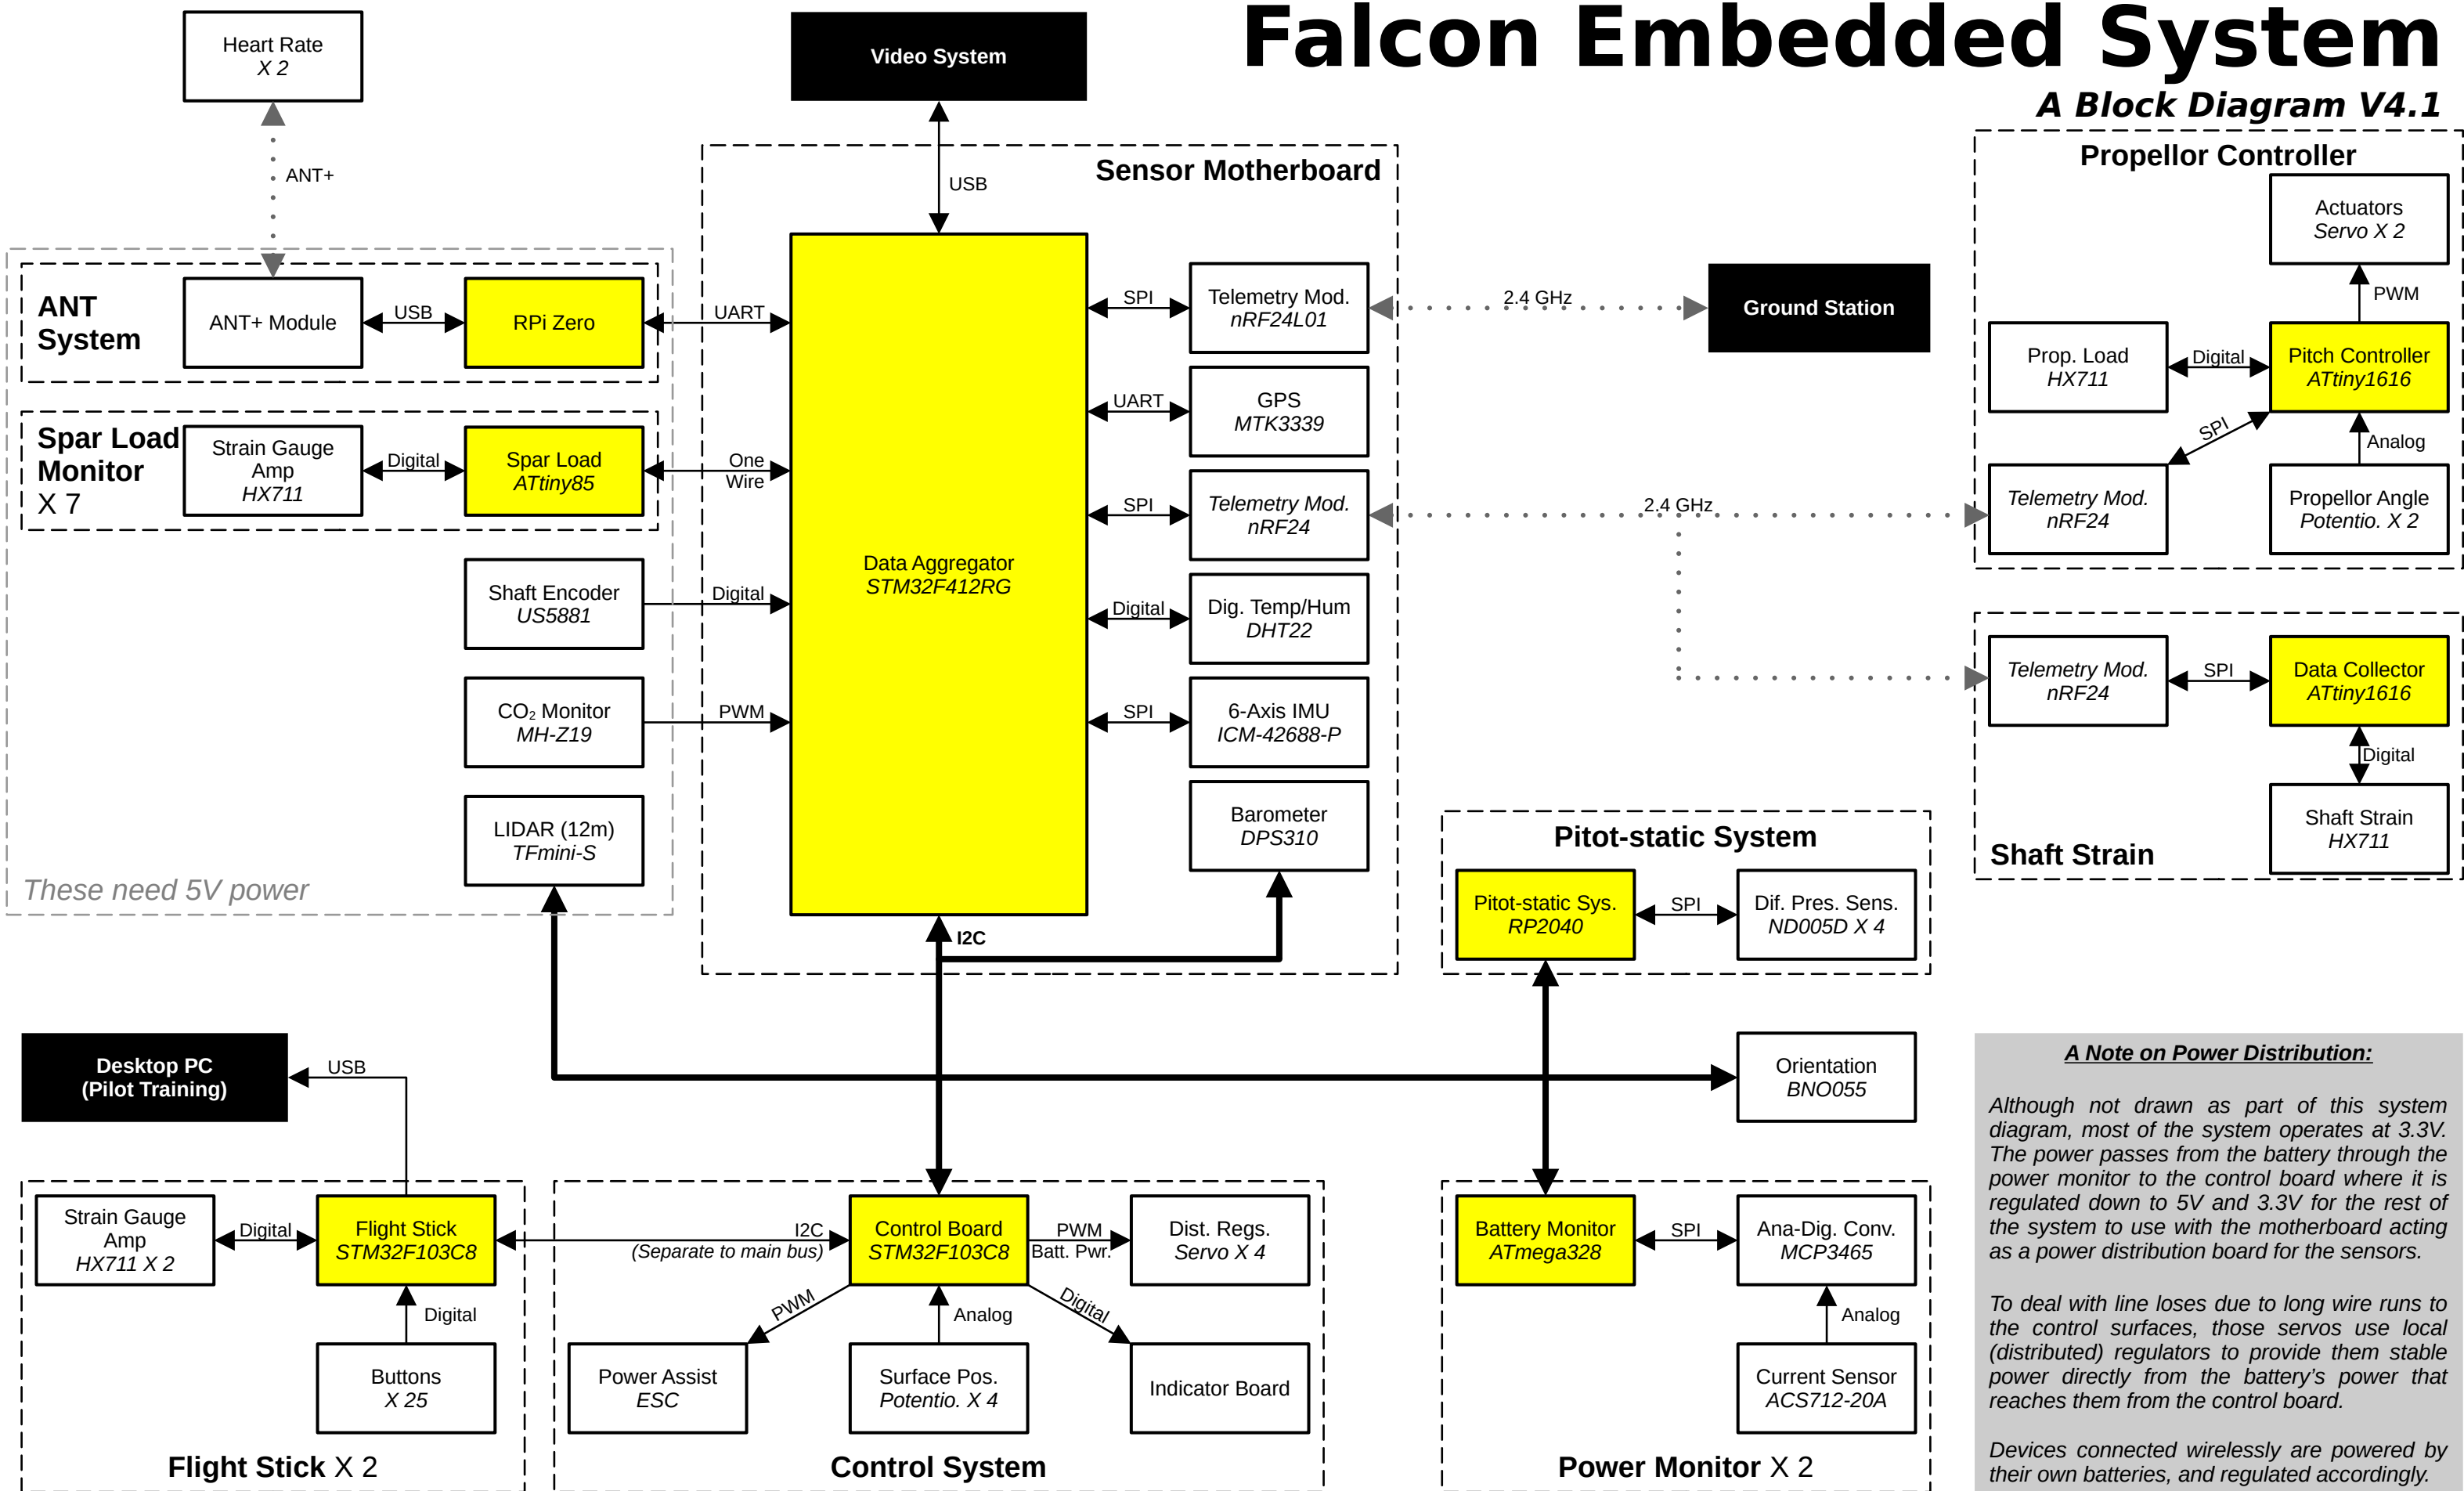 Falcon Embedded System
A Block Diagram V4.1
Heart Rate
X 2
ANT+
Video System
USB
Sensor Motherboard
ANT
System
ANT+ Module
USB
RPi Zero
UART
Spar Load
Monitor
X 7
Strain Gauge
Amp
HX711
Digital
Spar Load
ATtiny85
One
Wire
Shaft Encoder
US5881
Digital
CO₂ Monitor
MH-Z19
PWM
LIDAR (12m)
TFmini-S
These need 5V power
Data Aggregator
STM32F412RG
SPI
Telemetry Mod.
nRF24L01
2.4 GHz
Ground Station
UART
GPS
MTK3339
SPI
Telemetry Mod.
nRF24
2.4 GHz
Digital
Dig. Temp/Hum
DHT22
SPI
6-Axis IMU
ICM-42688-P
Barometer
DPS310
I2C
Propellor Controller
Actuators
Servo X 2
PWM
Prop. Load
HX711
Digital
Pitch Controller
ATtiny1616
SPI
Analog
Telemetry Mod.
nRF24
Propellor Angle
Potentio. X 2
Telemetry Mod.
nRF24
SPI
Data Collector
ATtiny1616
Digital
Shaft Strain
HX711
Shaft Strain
Pitot-static System
Pitot-static Sys.
RP2040
SPI
Dif. Pres. Sens.
ND005D X 4
Orientation
BNO055
Desktop PC
(Pilot Training)
USB
Strain Gauge
Amp
HX711 X 2
Digital
Flight Stick
STM32F103C8
Digital
Buttons
X 25
Flight Stick X 2
I2C
(Separate to main bus)
Control Board
STM32F103C8
PWM
Batt. Pwr.
Dist. Regs.
Servo X 4
PWM
Analog
Digital
Power Assist
ESC
Surface Pos.
Potentio. X 4
Indicator Board
Control System
Battery Monitor
ATmega328
SPI
Ana-Dig. Conv.
MCP3465
Analog
Current Sensor
ACS712-20A
Power Monitor X 2
A Note on Power Distribution:
Although not drawn as part of this system
diagram, most of the system operates at 3.3V.
The power passes from the battery through the
power monitor to the control board where it is
regulated down to 5V and 3.3V for the rest of
the system to use with the motherboard acting
as a power distribution board for the sensors.
To deal with line loses due to long wire runs to
the control surfaces, those servos use local
(distributed) regulators to provide them stable
power directly from the battery’s power that
reaches them from the control board.
Devices connected wirelessly are powered by
their own batteries, and regulated accordingly.